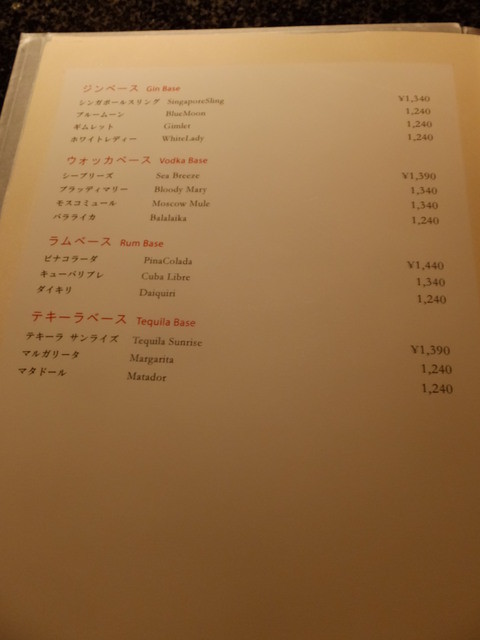 ジンベース Gin Base
シンガポールスリング SingaporeSling ¥1,340
ブルームーン BlueMoon 1,240
ギムレット Gimlet 1,240
ホワイトレディー WhiteLady 1,240
ウォッカベース Vodka Base
シーブリーズ Sea Breeze ¥1,390
ブラッディマリー Bloody Mary 1,340
モスコミュール Moscow Mule 1,340
バラライカ Balalaika 1,240
ラムベース Rum Base
ピナコラーダ PinaColada ¥1,440
キューバリブレ Cuba Libre 1,340
ダイキリ Daiquiri 1,240
テキーラベース Tequila Base
テキーラ サンライズ Tequila Sunrise ¥1,390
マルガリータ Margarita 1,240
マタドール Matador 1,240